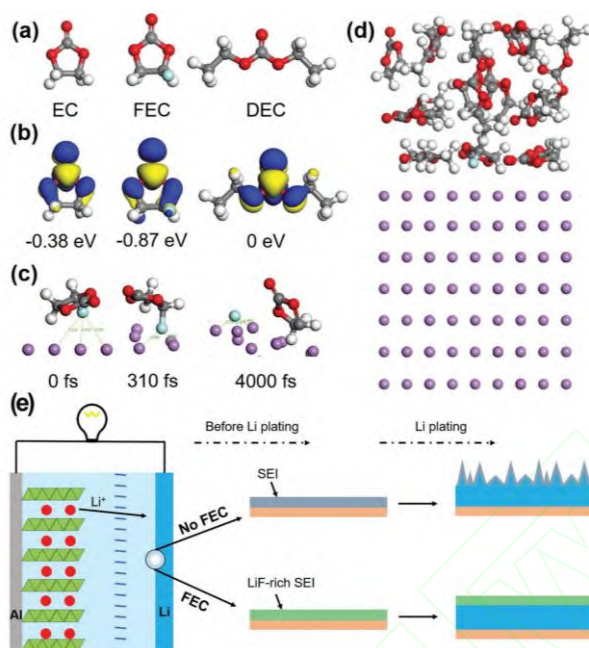 (a)
EC
FEC
DEC
(b)
-0.38 eV
-0.87 eV
0 eV
(c)
0 fs
310 fs
4000 fs
(d)
(e)
Before Li plating
Li plating
Li⁺
SEI
No FEC
FEC
LiF-rich SEI
Al
Li